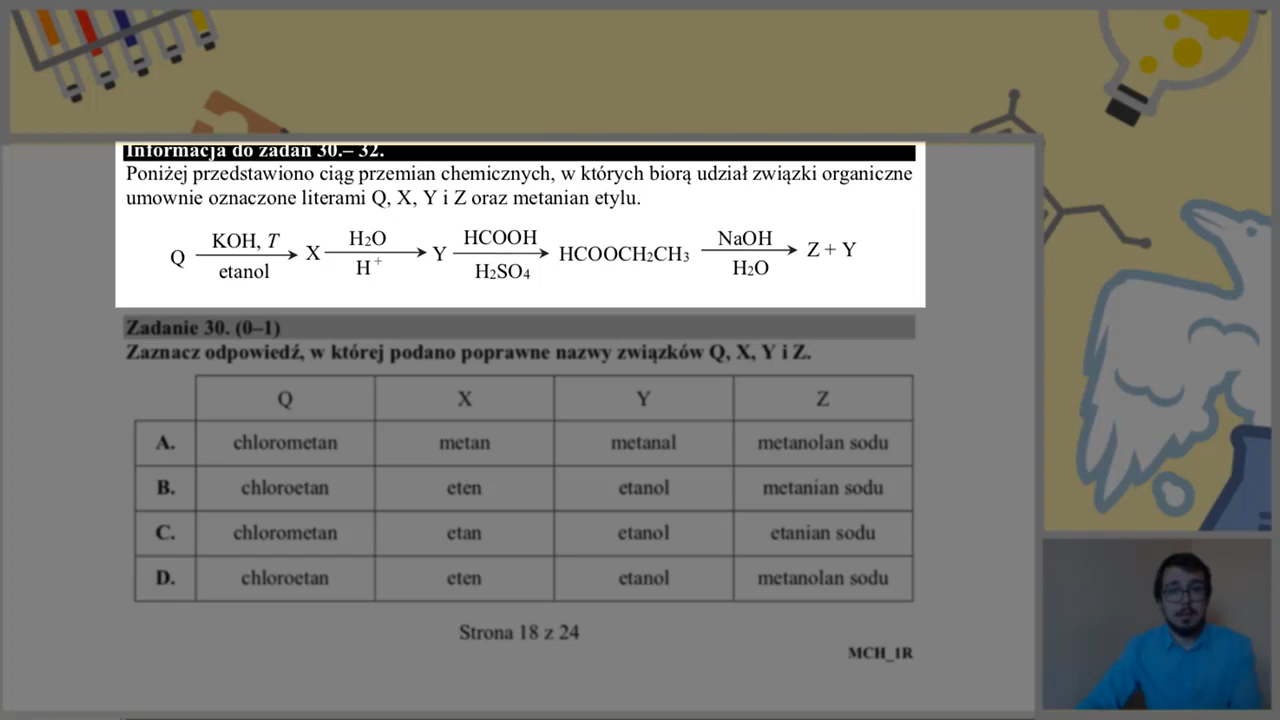 Informacja do zadań 30.– 32.
Poniżej przedstawiono ciąg przemian chemicznych, w których biorą udział związki organiczne
umownie oznaczone literami Q, X, Y i Z oraz metanian etylu.
KOH, T H₂O HCOOH NaOH
Q X Y HCOOCH₂CH₃ Z + Y
etanol H⁺ H₂SO₄ H₂O
Zadanie 30. (0–1)
Zaznacz odpowiedź, w której podano poprawne nazwy związków Q, X, Y i Z.
Q X Y Z
A. chlorometan metan metanal metanolan sodu
B. chloroetan eten etanol metanian sodu
C. chlorometan etan etanol etanian sodu
D. chloroetan eten etanol metanolan sodu
Strona 18 z 24
MCH_1R